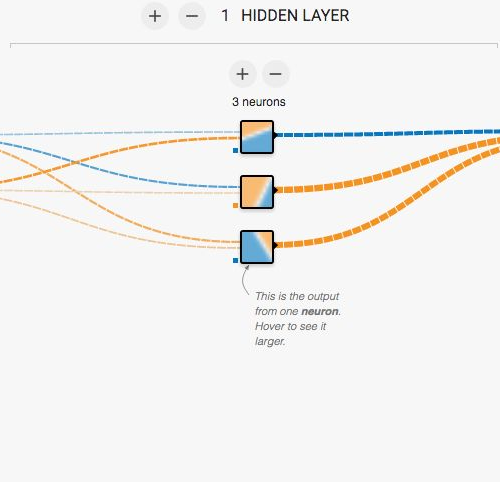 1 HIDDEN LAYER
3 neurons
This is the output
from one neuron.
Hover to see it
larger.